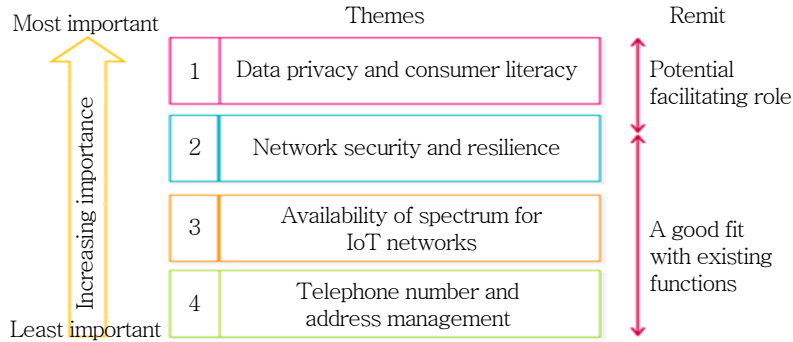 Themes
Remit
Most important
1
Data privacy and consumer literacy
Potential
facilitating role
2
Network security and resilience
Increasing importance
3
Availability of spectrum for
IoT networks
A good fit
with existing
functions
4
Telephone number and
address management
Least important